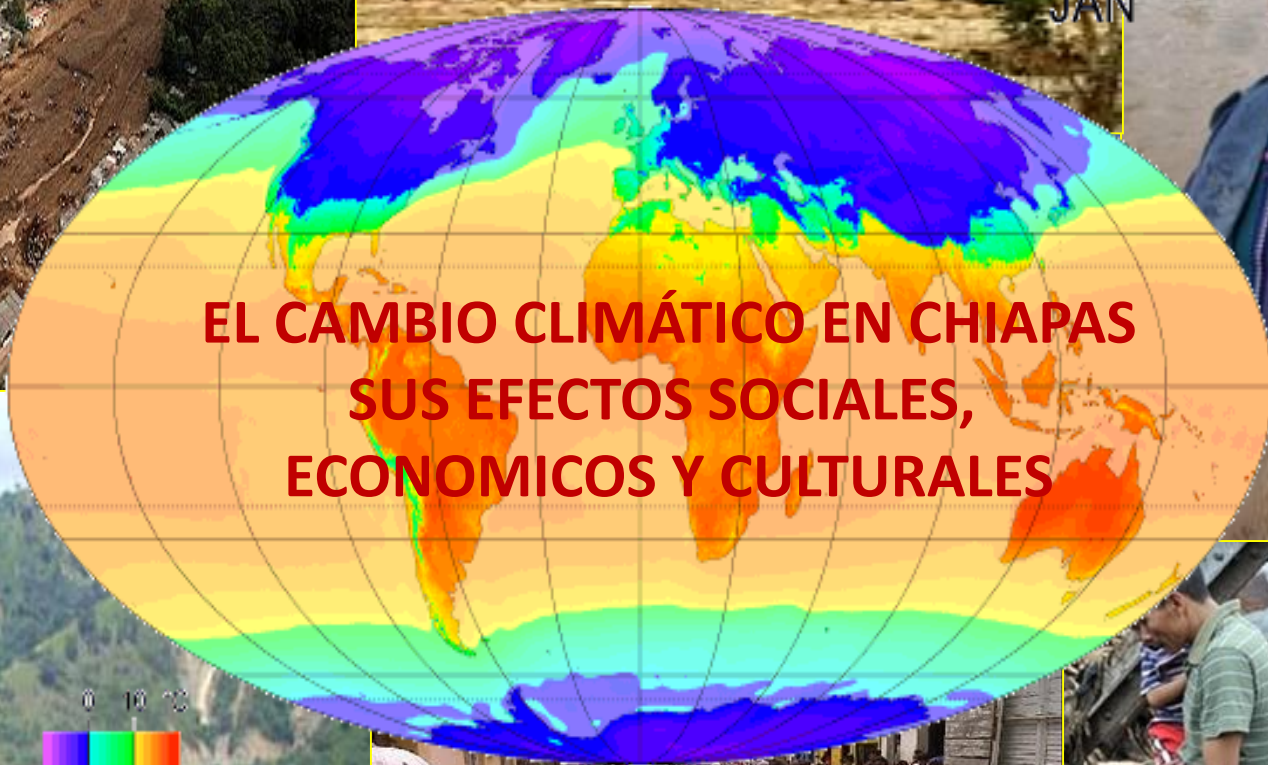 JAN
EL CAMBIO CLIMÁTICO EN CHIAPAS
SUS EFECTOS SOCIALES,
ECONOMICOS Y CULTURALES
0 10 °C